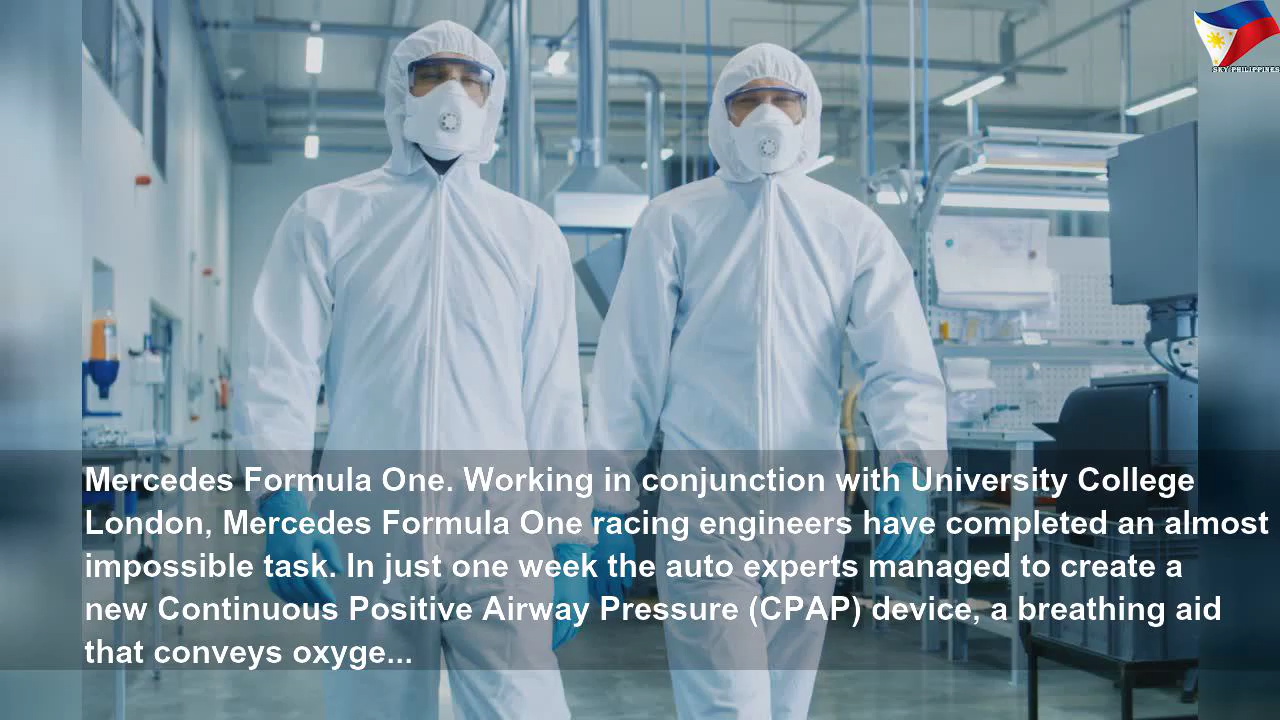 SKY PHILIPPINES
Mercedes Formula One. Working in conjunction with University College
London, Mercedes Formula One racing engineers have completed an almost
impossible task. In just one week the auto experts managed to create a
new Continuous Positive Airway Pressure (CPAP) device, a breathing aid
that conveys oxyge...